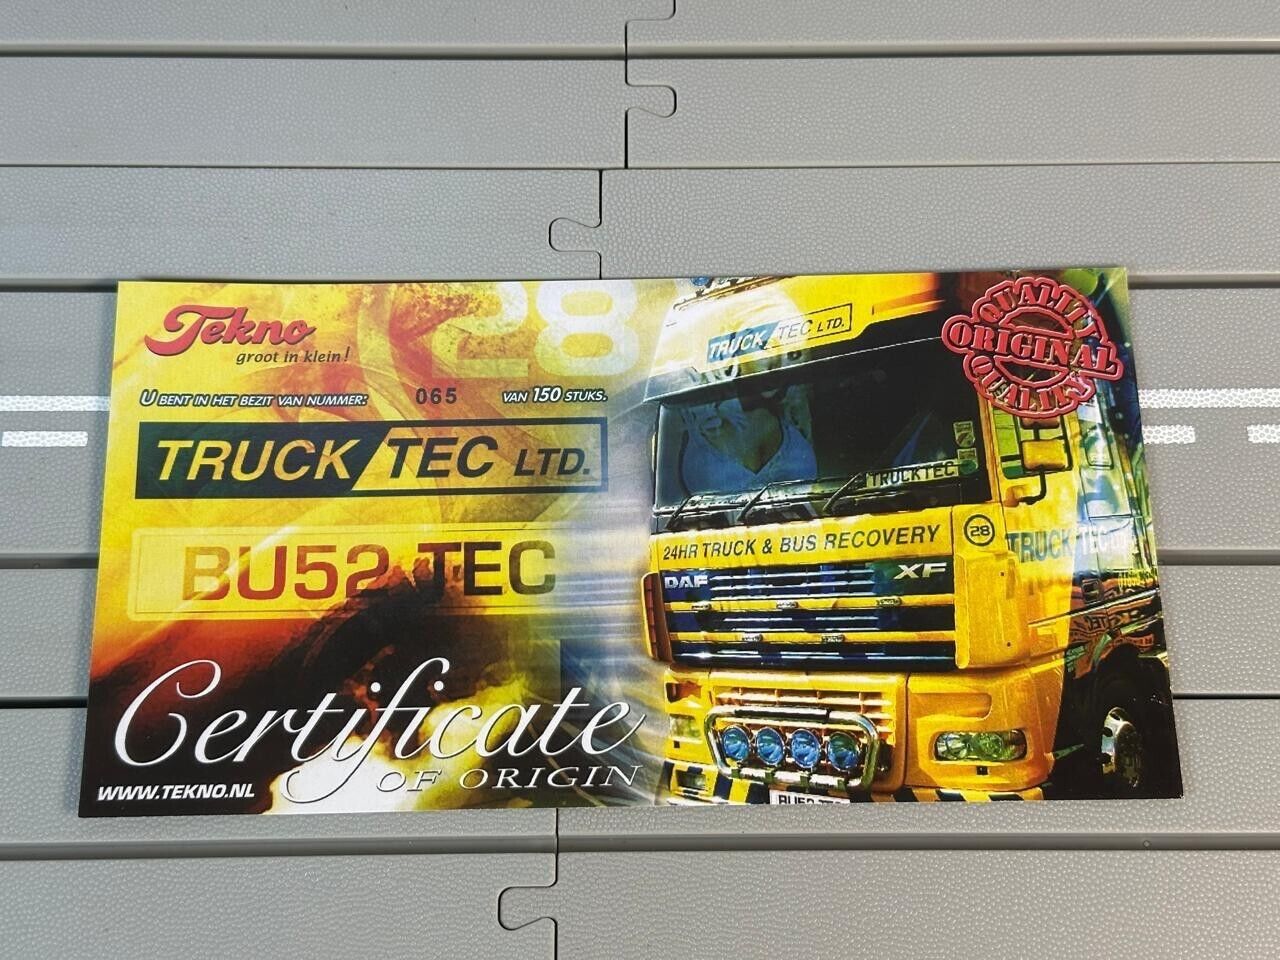 28
Tekno
groot in klein!
U BENT IN HET BEZIT VAN NUMMER: 065 VAN 150 STUKS.
TRUCK/TEC LTD.
BU52 TEC
Certificate
OF ORIGIN
WWW.TEKNO.NL
TRUCK/TEC LTD.
QUALITY
ORIGINAL
QUALITY
TRUCKTEC
24HR TRUCK & BUS RECOVERY
28
TRUCK/TEC
DAF XF
BU52 TEC